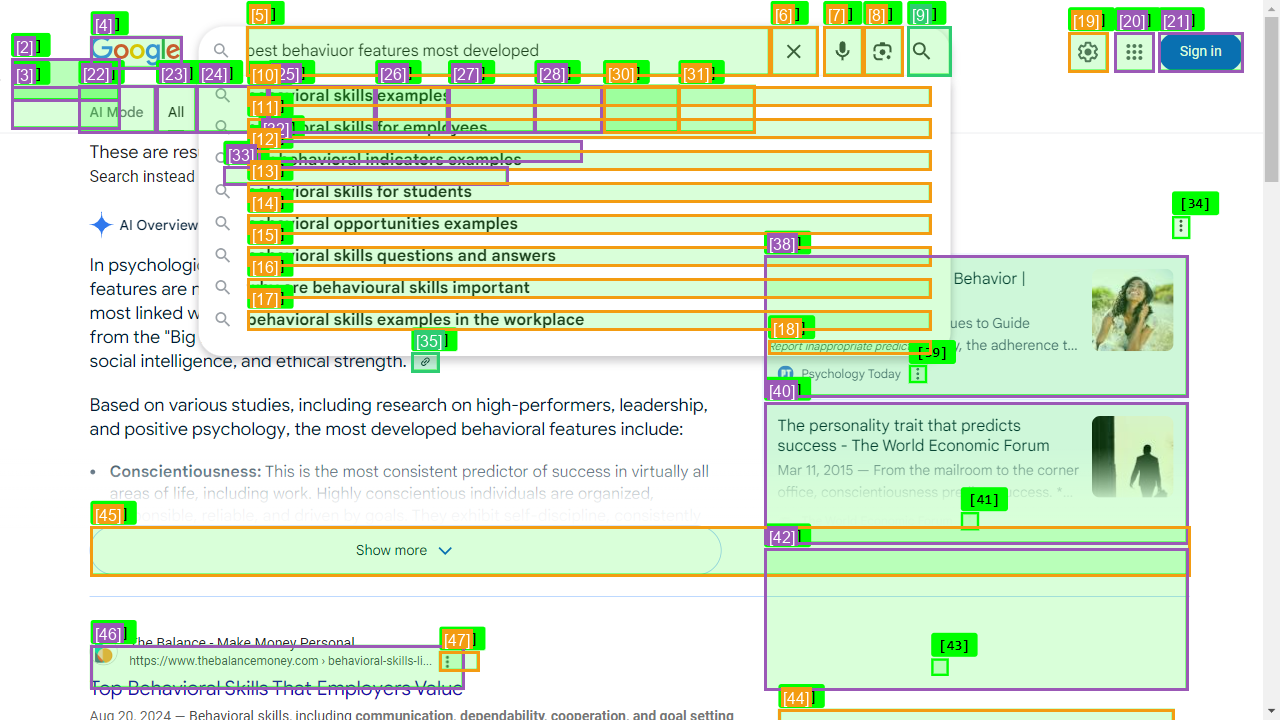 [2]
[3]
[4]
Google
[5]
best behaviuor features most developed
[6]
[7]
[8]
[9]
[19]
[20]
[21]
Sign in
[22]
AI Mode
[23]
All
[24]
[10]
[25]
[26]
[27]
[28]
[30]
[31]
behavioral skills examples
[11]
behavioral skills for employees
[32]
[12]
behavioral indicators examples
[33]
[13]
behavioral skills for students
[14]
behavioral opportunities examples
[15]
behavioral skills questions and answers
[16]
are behavioural skills important
[17]
behavioral skills examples in the workplace
[18]
Report inappropriate predic
These are res
Search instead
AI Overview
In psychologi
features are
most linked w
from the "Big
social intelligence, and ethical strength.
[35]
Based on various studies, including research on high-performers, leadership,
and positive psychology, the most developed behavioral features include:
• Conscientiousness: This is the most consistent predictor of success in virtually all
areas of life, including work. Highly conscientious individuals are organized,
responsible, reliable, and driven by goals. They exhibit self-discipline, consistently
[45]
Show more
[34]
[38]
Behavior |
ues to Guide
y, the adherence t...
[39]
Psychology Today
[40]
The personality trait that predicts
success - The World Economic Forum
Mar 11, 2015 — From the mailroom to the corner
office, conscientiousness predicts success. *...
[41]
[42]
[43]
[44]
[46]
The Balance - Make Money Personal
https://www.thebalancemoney.com › behavioral-skills-li...
[47]
Top Behavioral Skills That Employers Value
Aug 20, 2024 — Behavioral skills, including communication, dependability, cooperation, and goal setting